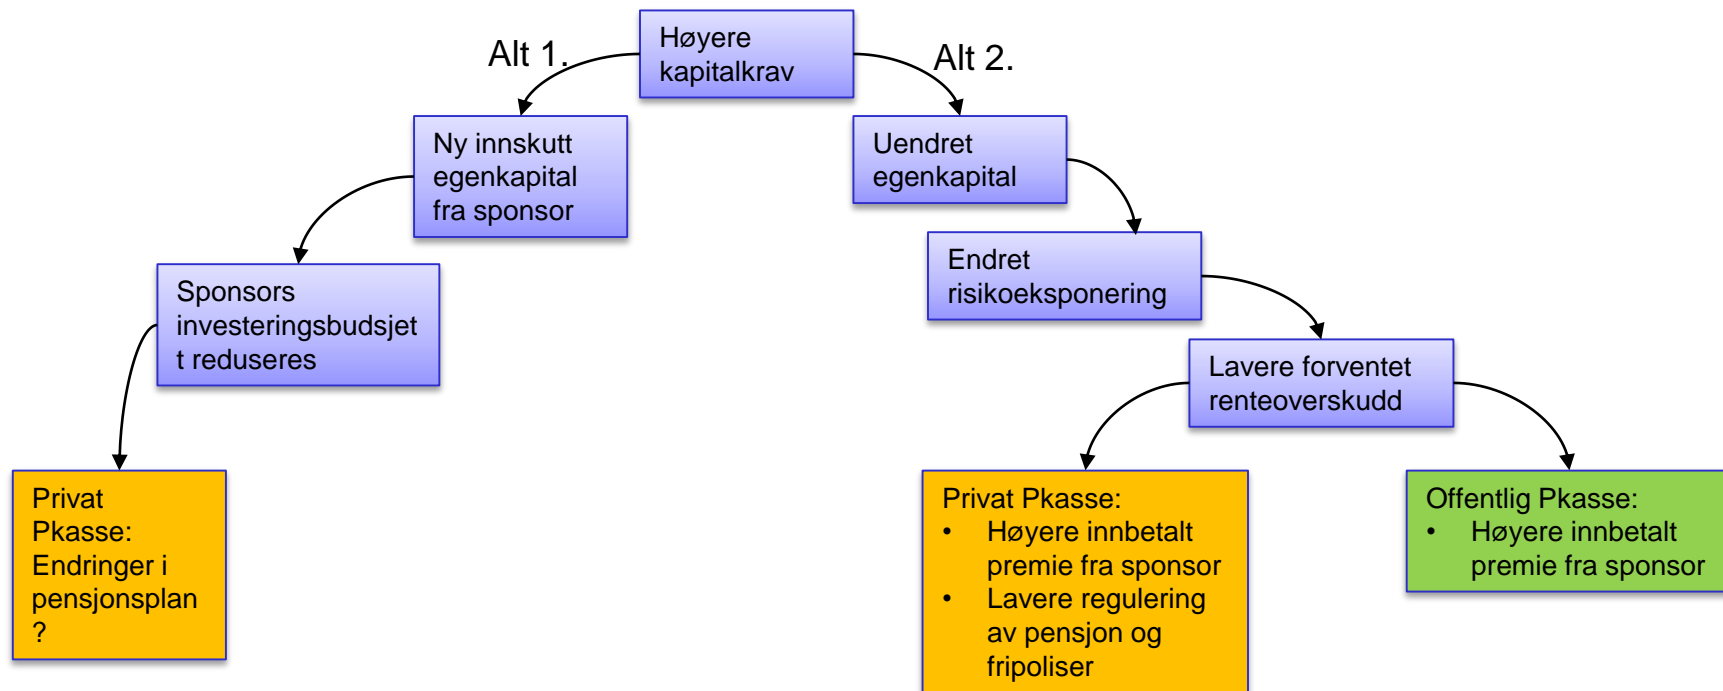 Høyere
kapitalkrav
Alt 1.
Alt 2.
Ny innskutt
egenkapital
fra sponsor
Uendret
egenkapital
Sponsors
investeringsbudsjet
t reduseres
Endret
risikoeksponering
Lavere forventet
renteoverskudd
Privat
Pkasse:
Endringer i
pensjonsplan
?
Privat Pkasse:
• Høyere innbetalt
premie fra sponsor
• Lavere regulering
av pensjon og
fripoliser
Offentlig Pkasse:
• Høyere innbetalt
premie fra sponsor